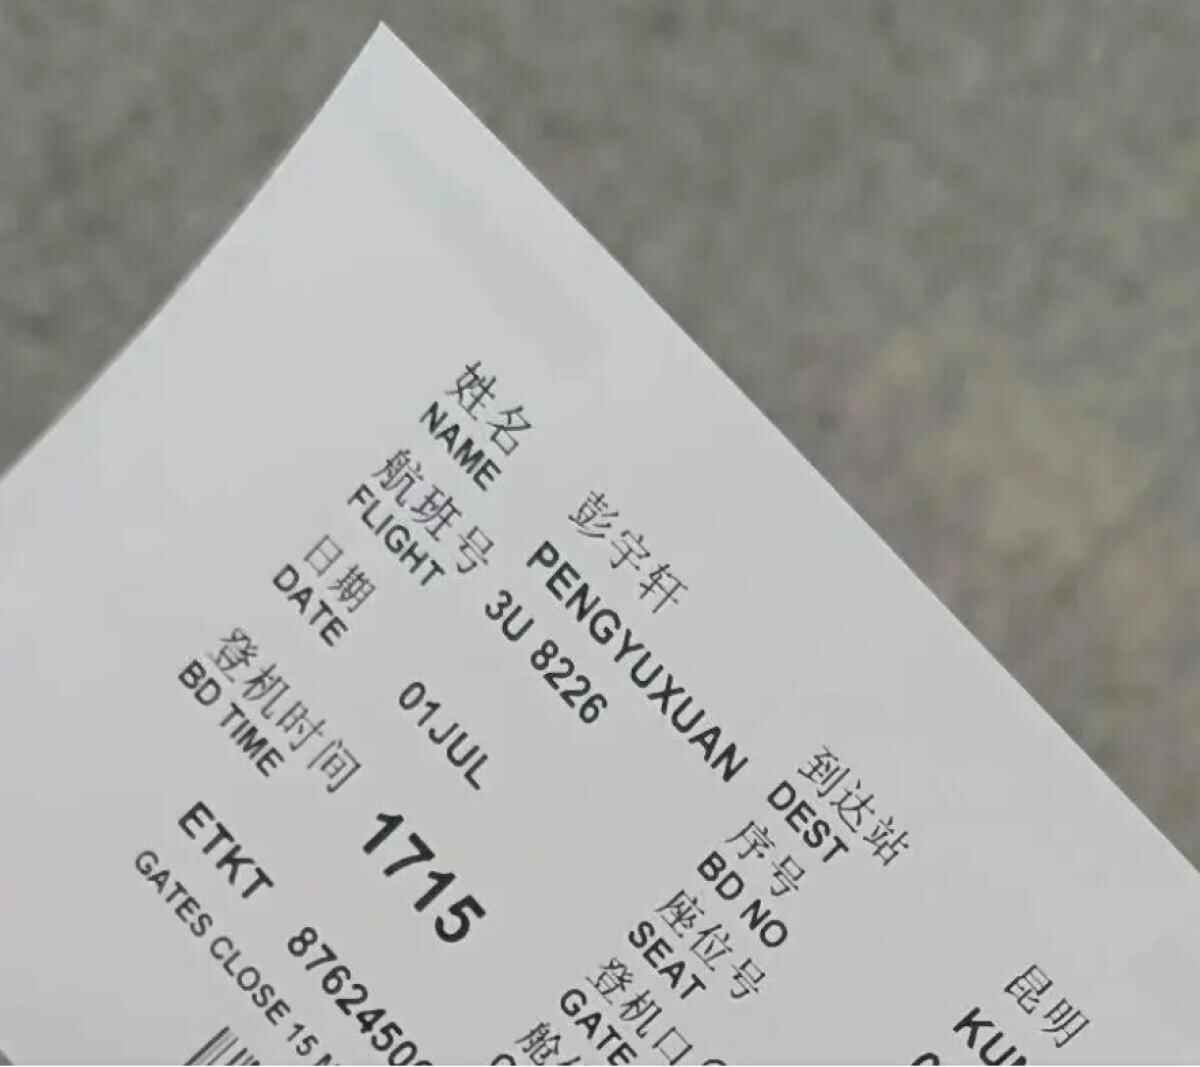 姓名 彭宇轩
NAME PENGYUXUAN
航班号
FLIGHT 3U 8226
日期
DATE 01JUL
登机时间
BD TIME 1715
ETKT 87624500
GATES CLOSE 15
到达站 昆明
DEST
序号
BD NO
座位号
SEAT
登机口
GATE